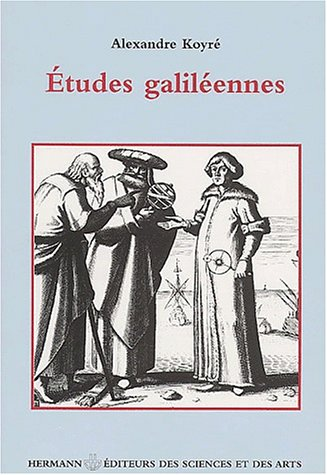 Alexandre Koyré
Études galiléennes
HERMANN ÉDITEURS DES SCIENCES ET DES ARTS